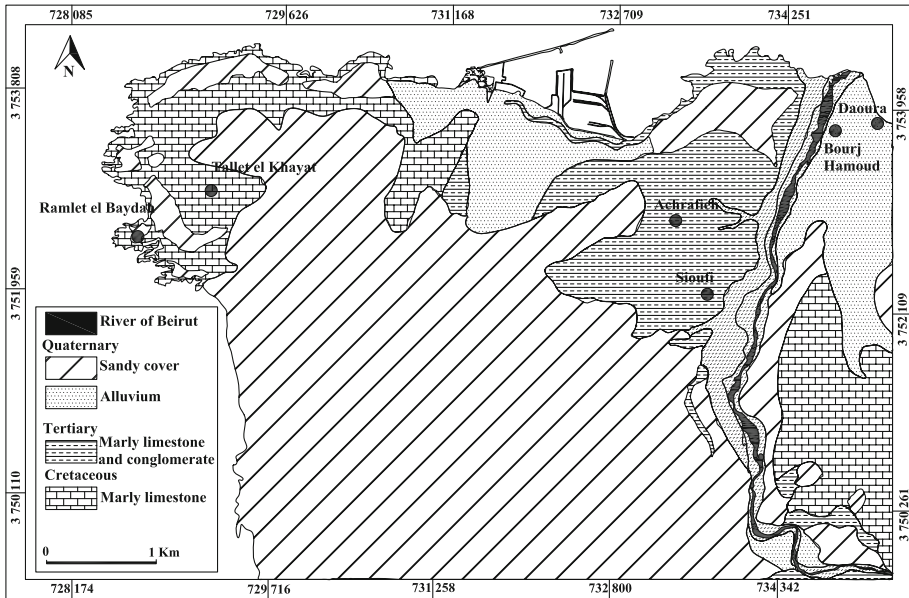 728 085
729 626
731 168
732 709
734 251
N
3 753 808
3 753 958
Daoura
Bourj
Hamoud
Tallet el Khayat
Ramlet el Baydah
Achrafieh
Sioufi
3 751 959
3 752 109
River of Beirut
Quaternary
Sandy cover
Alluvium
Tertiary
Marly limestone
and conglomerate
Cretaceous
Marly limestone
3 750 110
3 750 261
0
1 Km
728 174
729 716
731 258
732 800
734 342